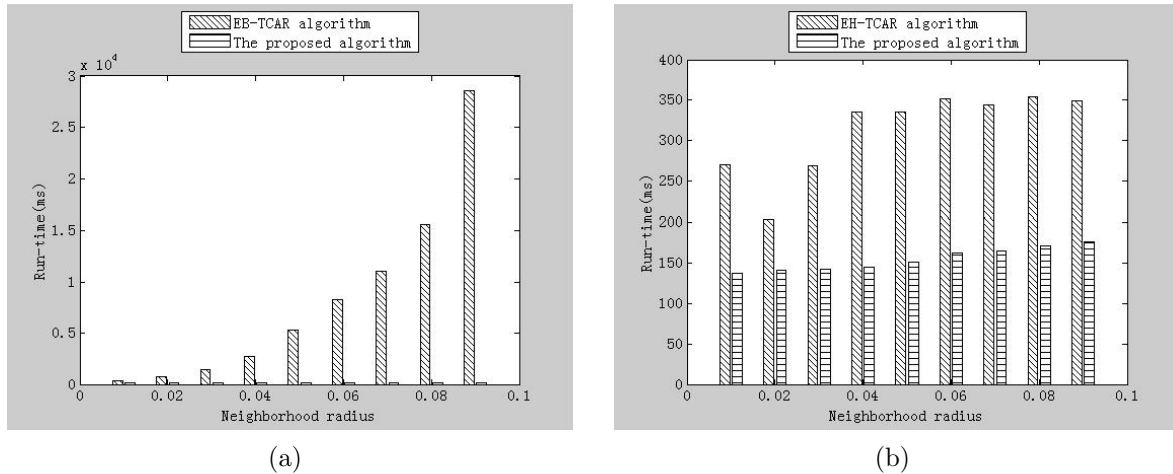 EB-TCAR algorithm
The proposed algorithm
x 10^4
3
2.5
2
1.5
1
0.5
0
Run-time(ms)
0 0.02 0.04 0.06 0.08 0.1
Neighborhood radius
(a)
EH-TCAR algorithm
The proposed algorithm
400
350
300
250
200
150
100
50
0
Run-time(ms)
0 0.02 0.04 0.06 0.08 0.1
Neighborhood radius
(b)